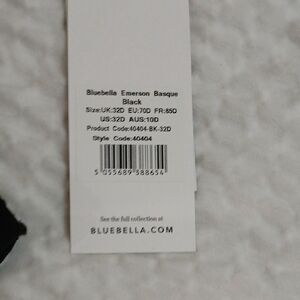 Bluebella Emerson Basque
Black
Size:UK:32D EU:70D FR:85D
US:32D AUS:10D
Product Code:40404-BK-32D
Style Code:40404
5 055689 388654
See the full collection at
BLUEBELLA.COM